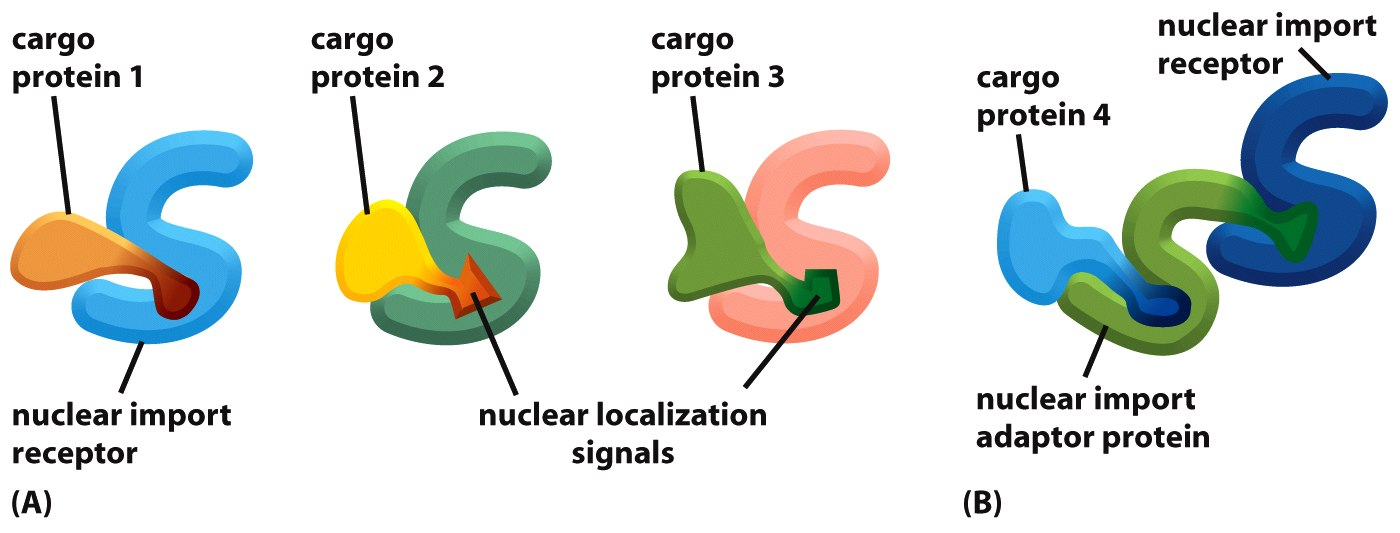 cargo
protein 1
cargo
protein 2
cargo
protein 3
nuclear import
receptor
nuclear localization
signals
(A)
nuclear import
receptor
cargo
protein 4
nuclear import
adaptor protein
(B)